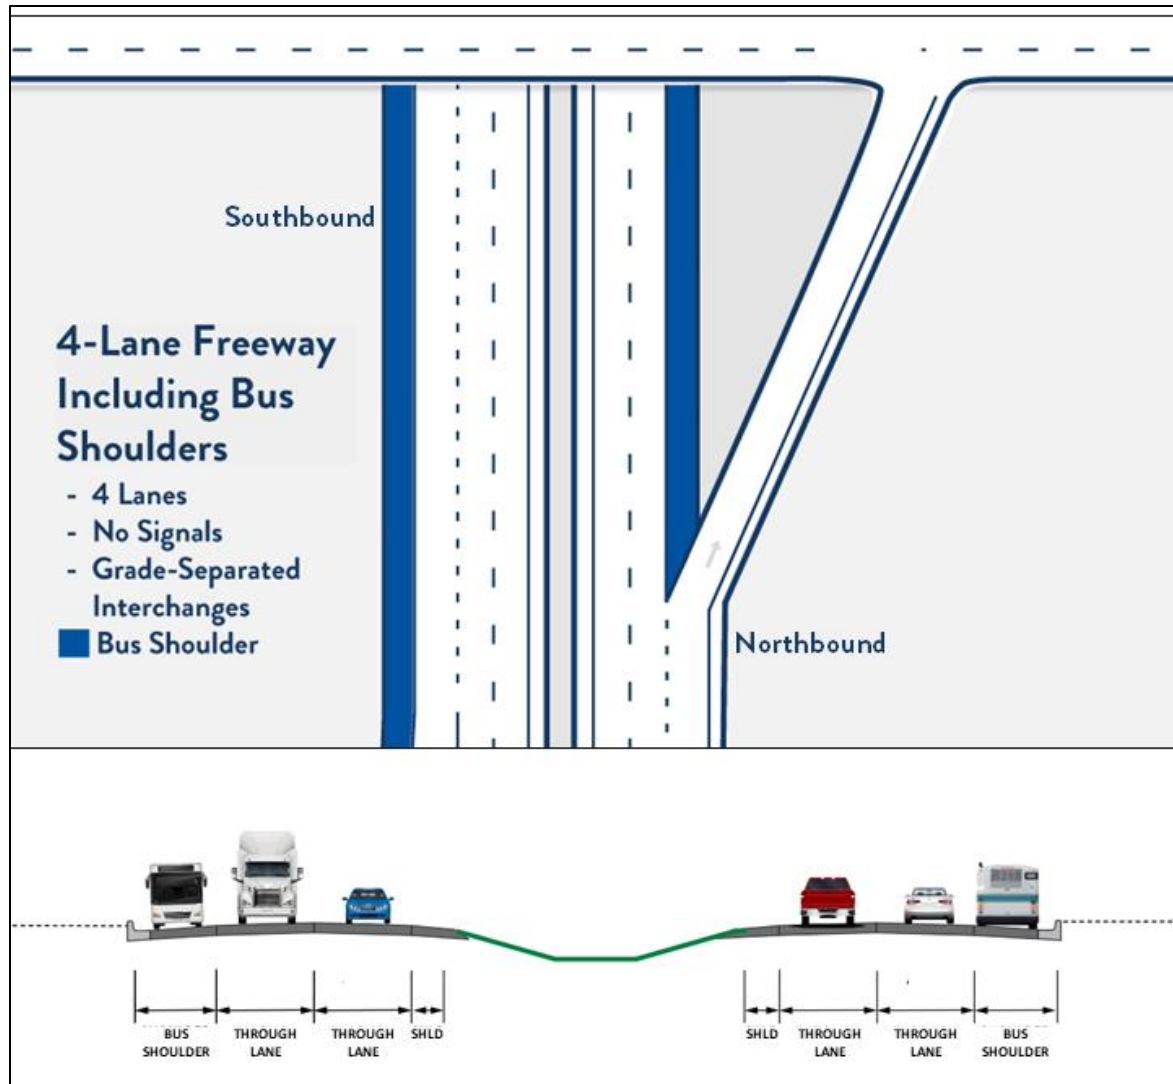 Southbound
4-Lane Freeway
Including Bus
Shoulders
- 4 Lanes
- No Signals
- Grade-Separated
Interchanges
Bus Shoulder
Northbound
BUS
SHOULDER
THROUGH
LANE
THROUGH
LANE
SHLD
SHLD
THROUGH
LANE
THROUGH
LANE
BUS
SHOULDER